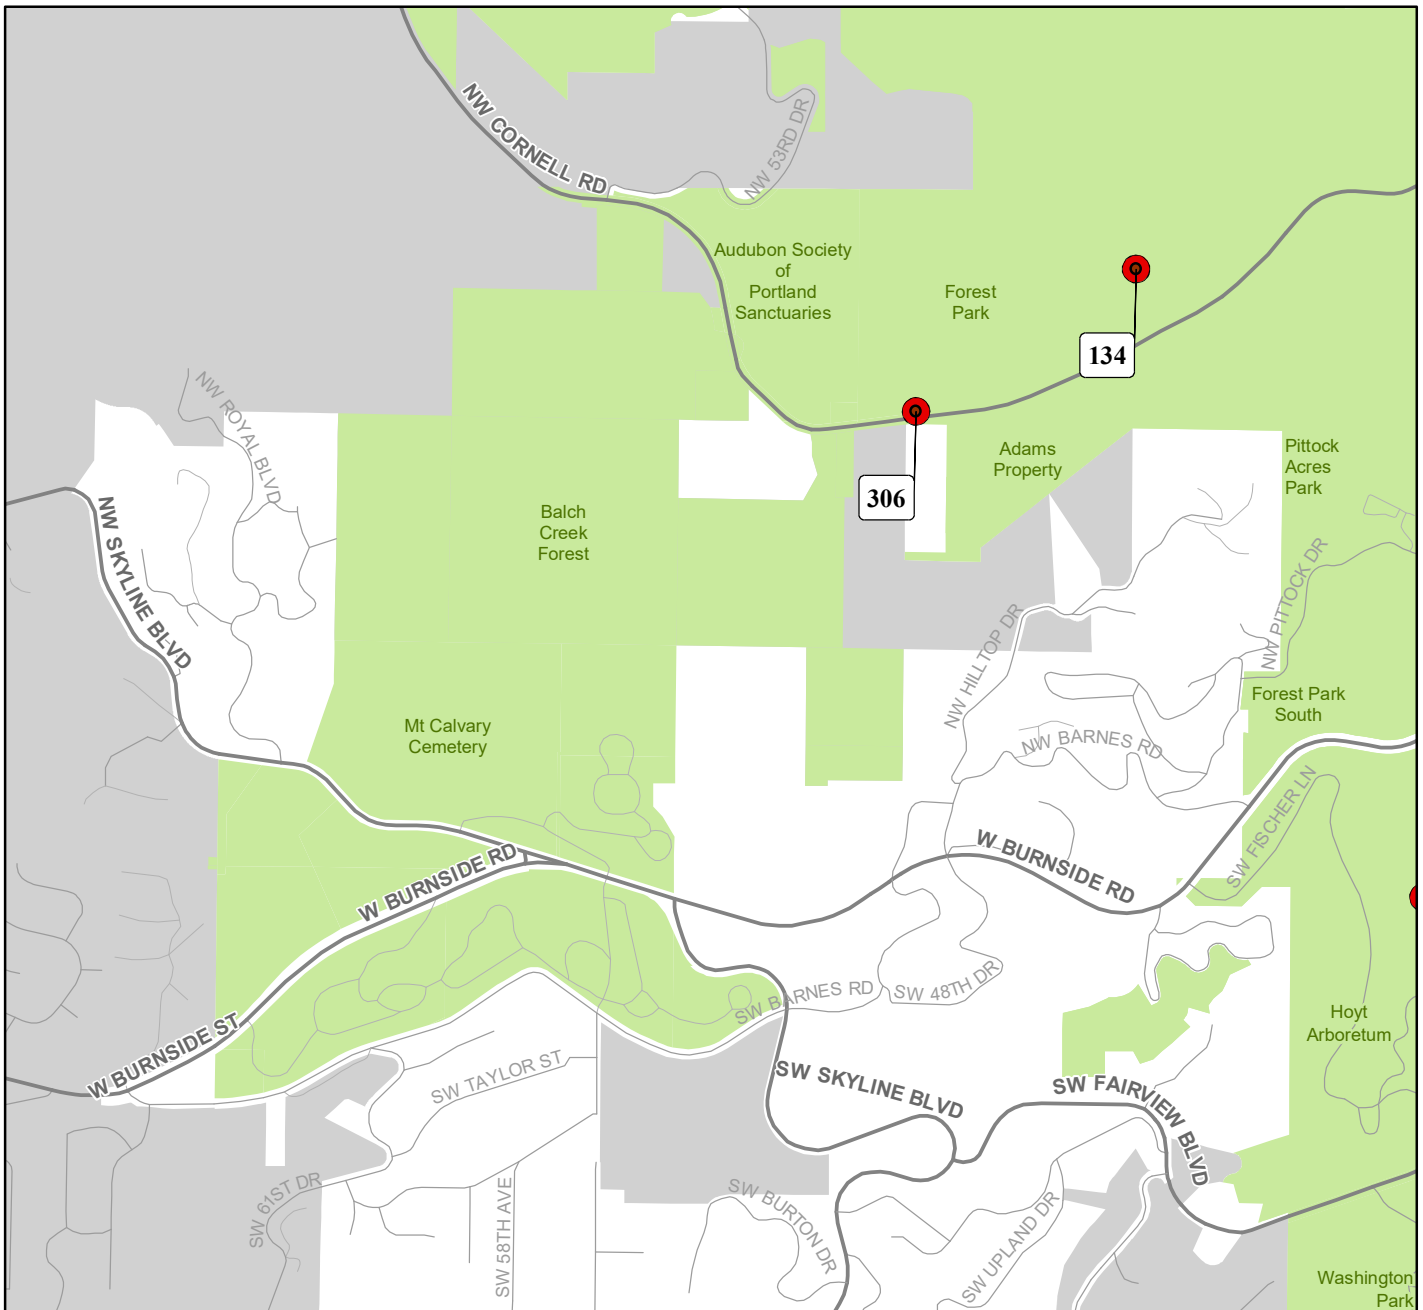 NW CORNELL RD
NW 53RD DR
Audubon Society
of
Portland
Sanctuaries
Forest
Park
134
NW ROYAL BLVD
306
Adams
Property
Pittock
Acres
Park
NW SKYLINE BLVD
Balch
Creek
Forest
NW PITTOCK DR
NW HILLTOP DR
Forest Park
South
Mt Calvary
Cemetery
NW BARNES RD
SW FISCHER LN
W BURNSIDE RD
W BURNSIDE RD
SW BARNES RD
SW 48TH DR
Hoyt
Arboretum
W BURNSIDE ST
SW TAYLOR ST
SW SKYLINE BLVD
SW FAIRVIEW BLVD
SW 61ST DR
SW 58TH AVE
SW BURTON DR
SW UPLAND DR
Washington
Park